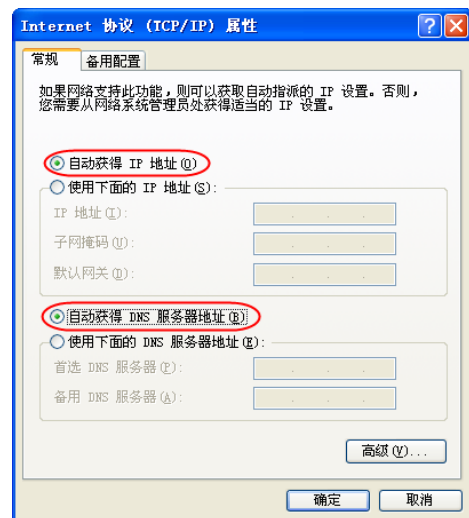 Internet 协议 (TCP/IP) 属性
常规 备用配置
如果网络支持此功能，则可以获取自动指派的 IP 设置。否则，
您需要从网络系统管理员处获得适当的 IP 设置。
自动获得 IP 地址(O)
使用下面的 IP 地址(S):
IP 地址(I):
子网掩码(U):
默认网关(D):
自动获得 DNS 服务器地址(B)
使用下面的 DNS 服务器地址(E):
首选 DNS 服务器(P):
备用 DNS 服务器(A):
高级(V)...
确定 取消